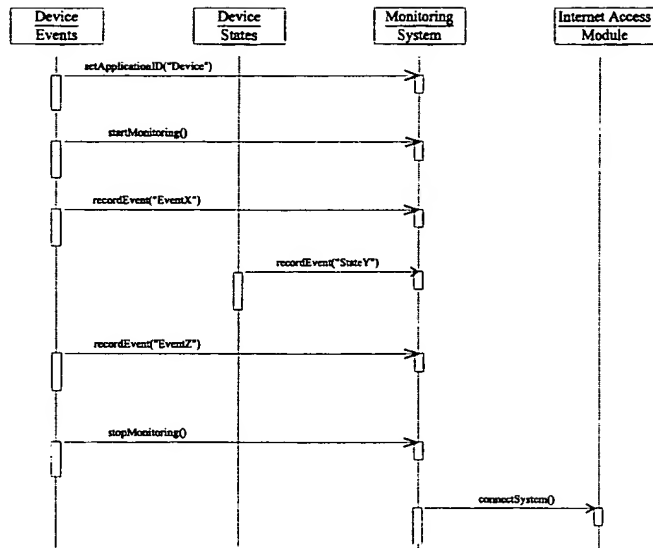 Device
Events
Device
States
Monitoring
System
Internet Access
Module
setApplicationID("Device")
startMonitoring()
recordEvent("EventX")
recordEvent("StateY")
recordEvent("EventZ")
stopMonitoring()
connectSystem()